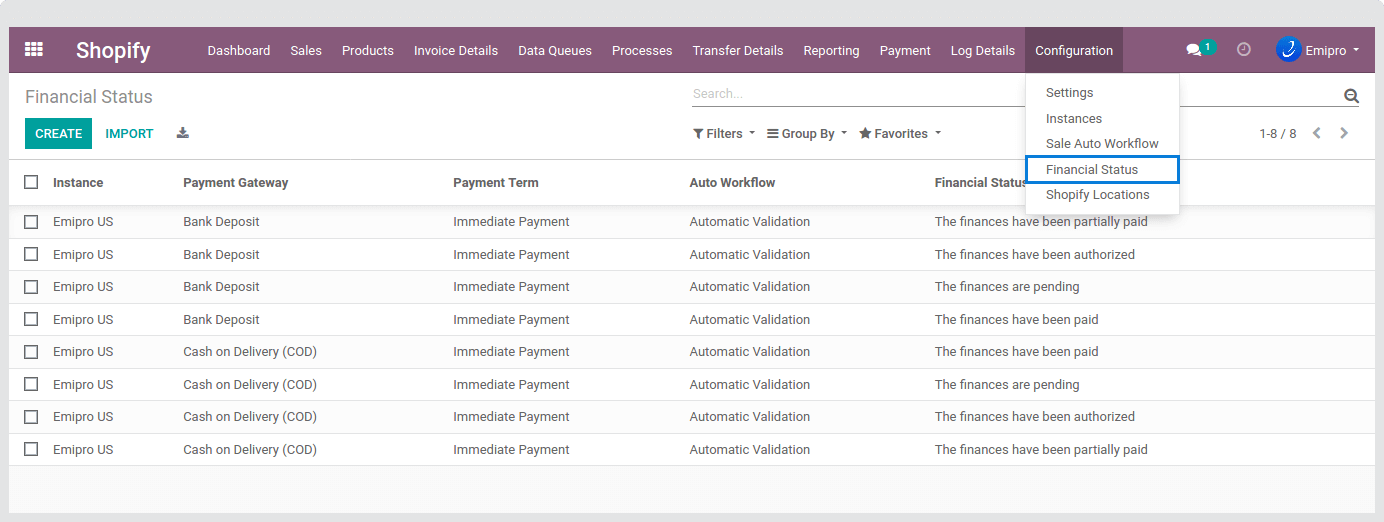 Shopify Dashboard Sales Products Invoice Details Data Queues Processes Transfer Details Reporting Payment Log Details Configuration 1 Emipro
Financial Status Search...
Settings
Instances
Sale Auto Workflow
Financial Status
Shopify Locations
CREATE IMPORT Filters Group By Favorites 1-8 / 8
Instance Payment Gateway Payment Term Auto Workflow Financial Status
Emipro US Bank Deposit Immediate Payment Automatic Validation The finances have been partially paid
Emipro US Bank Deposit Immediate Payment Automatic Validation The finances have been authorized
Emipro US Bank Deposit Immediate Payment Automatic Validation The finances are pending
Emipro US Bank Deposit Immediate Payment Automatic Validation The finances have been paid
Emipro US Cash on Delivery (COD) Immediate Payment Automatic Validation The finances have been paid
Emipro US Cash on Delivery (COD) Immediate Payment Automatic Validation The finances are pending
Emipro US Cash on Delivery (COD) Immediate Payment Automatic Validation The finances have been authorized
Emipro US Cash on Delivery (COD) Immediate Payment Automatic Validation The finances have been partially paid